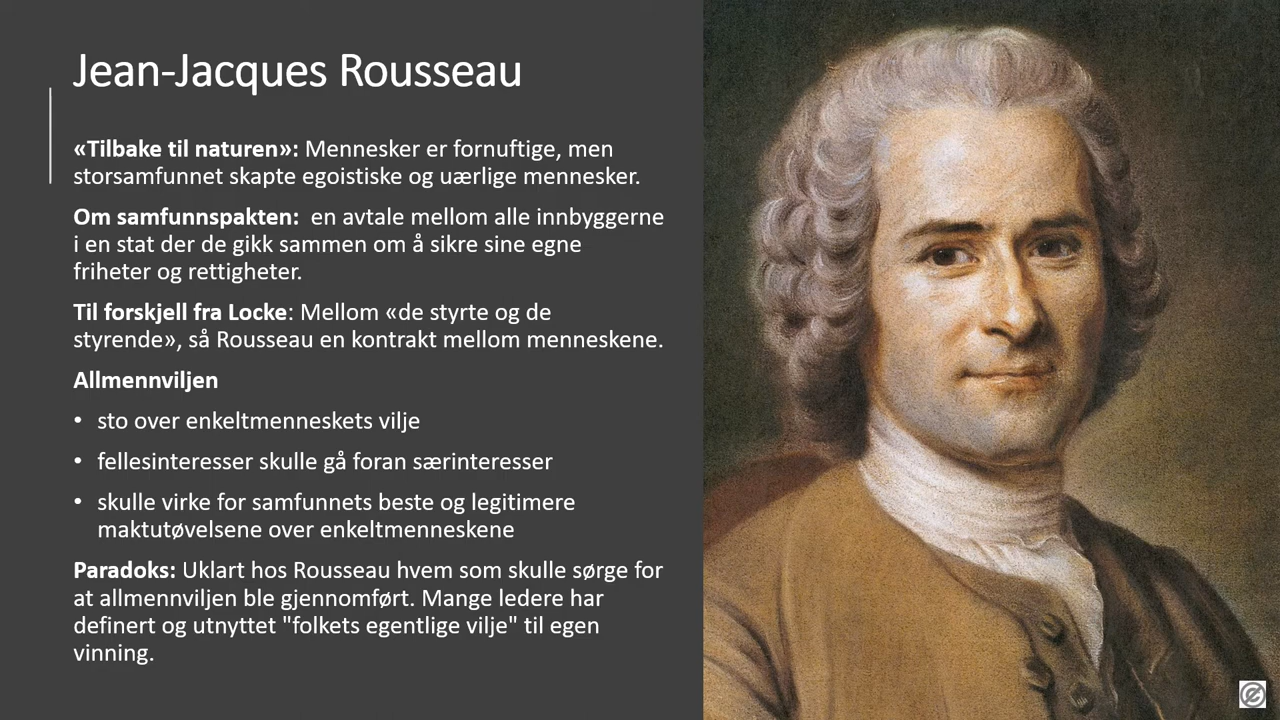 Jean-Jacques Rousseau
«Tilbake til naturen»: Mennesker er fornuftige, men
storsamfunnet skapte egoistiske og uærlige mennesker.
Om samfunnspakten:  en avtale mellom alle innbyggerne
i en stat der de gikk sammen om å sikre sine egne
friheter og rettigheter.
Til forskjell fra Locke: Mellom «de styrte og de
styrende», så Rousseau en kontrakt mellom menneskene.
Allmennviljen
• sto over enkeltmenneskets vilje
• fellesinteresser skulle gå foran særinteresser
• skulle virke for samfunnets beste og legitimere
maktutøvelsene over enkeltmenneskene
Paradoks: Uklart hos Rousseau hvem som skulle sørge for
at allmennviljen ble gjennomført. Mange ledere har
definert og utnyttet "folkets egentlige vilje" til egen
vinning.